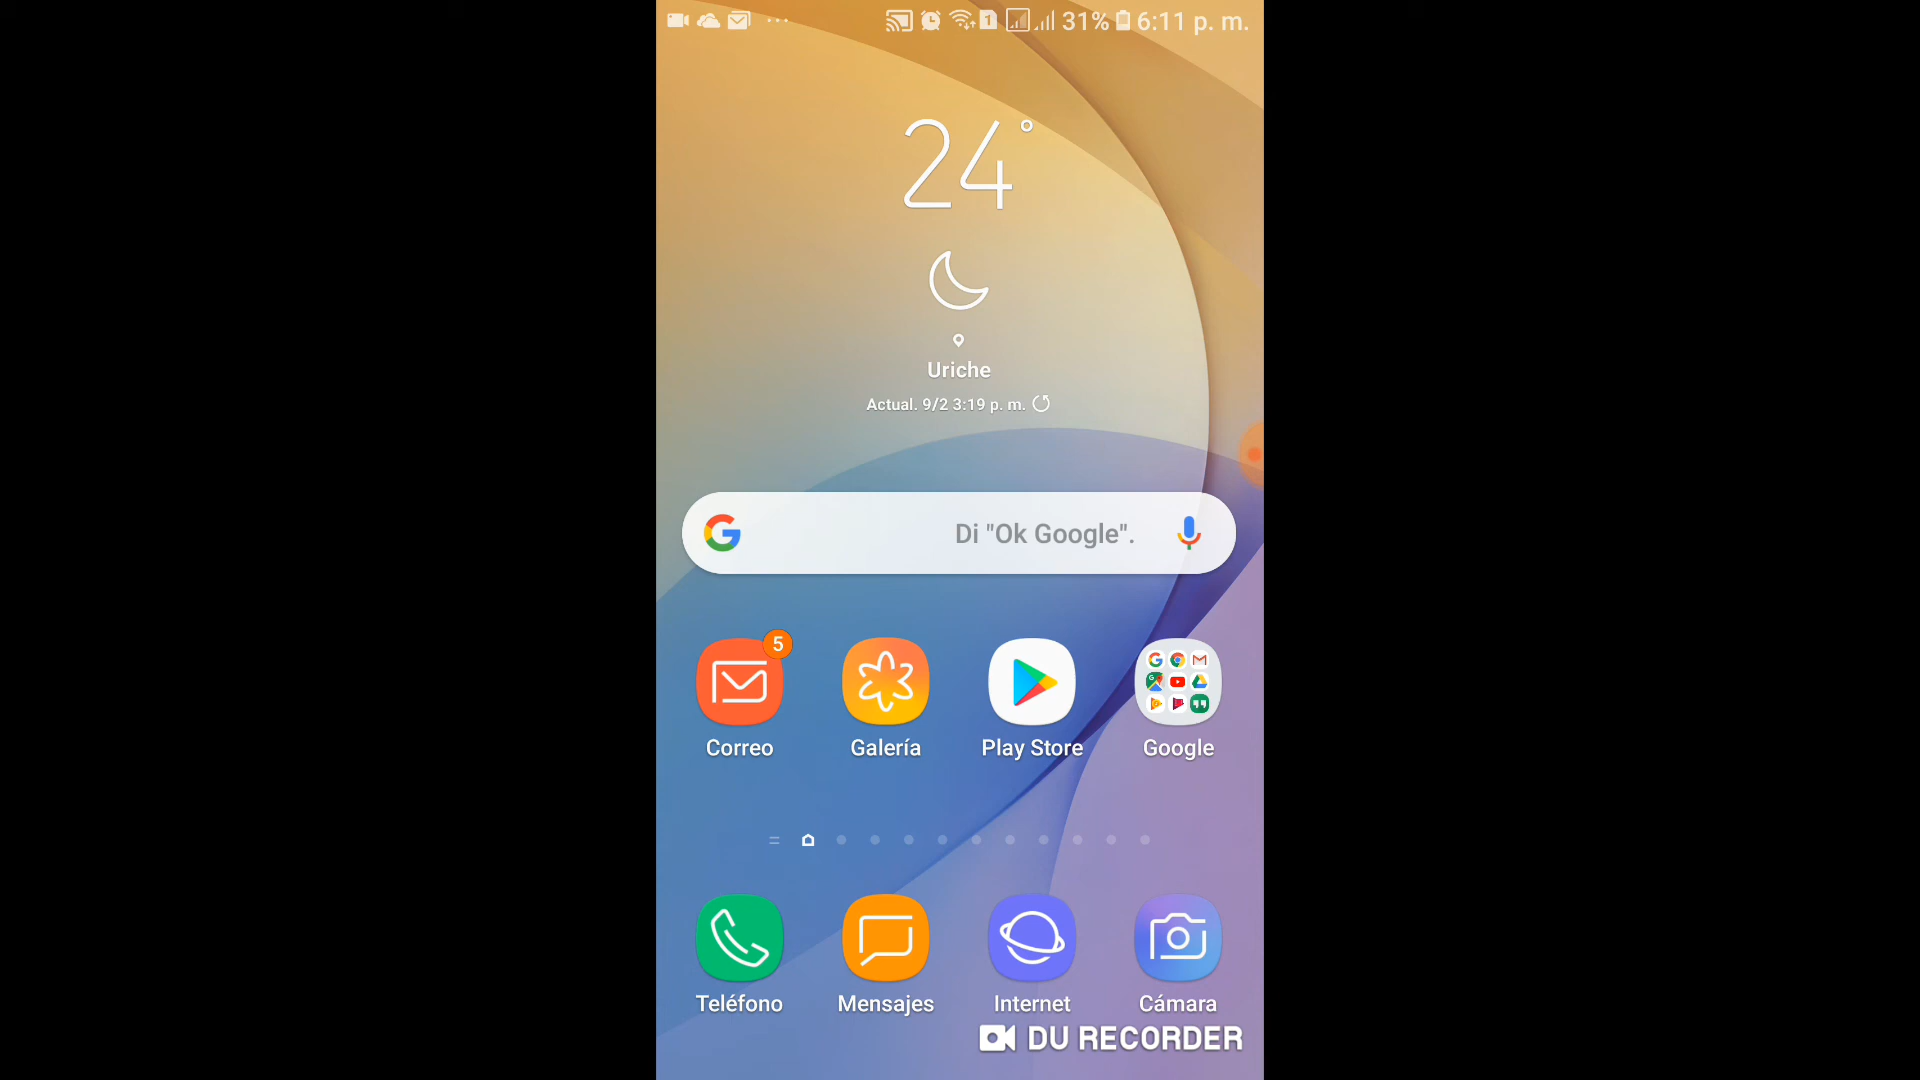 1 31% 6:11 p. m.
24°
Uriche
Actual. 9/2 3:19 p. m.
Di "Ok Google".
5
Correo
Galería
Play Store
Google
Teléfono
Mensajes
Internet
Cámara
DU RECORDER